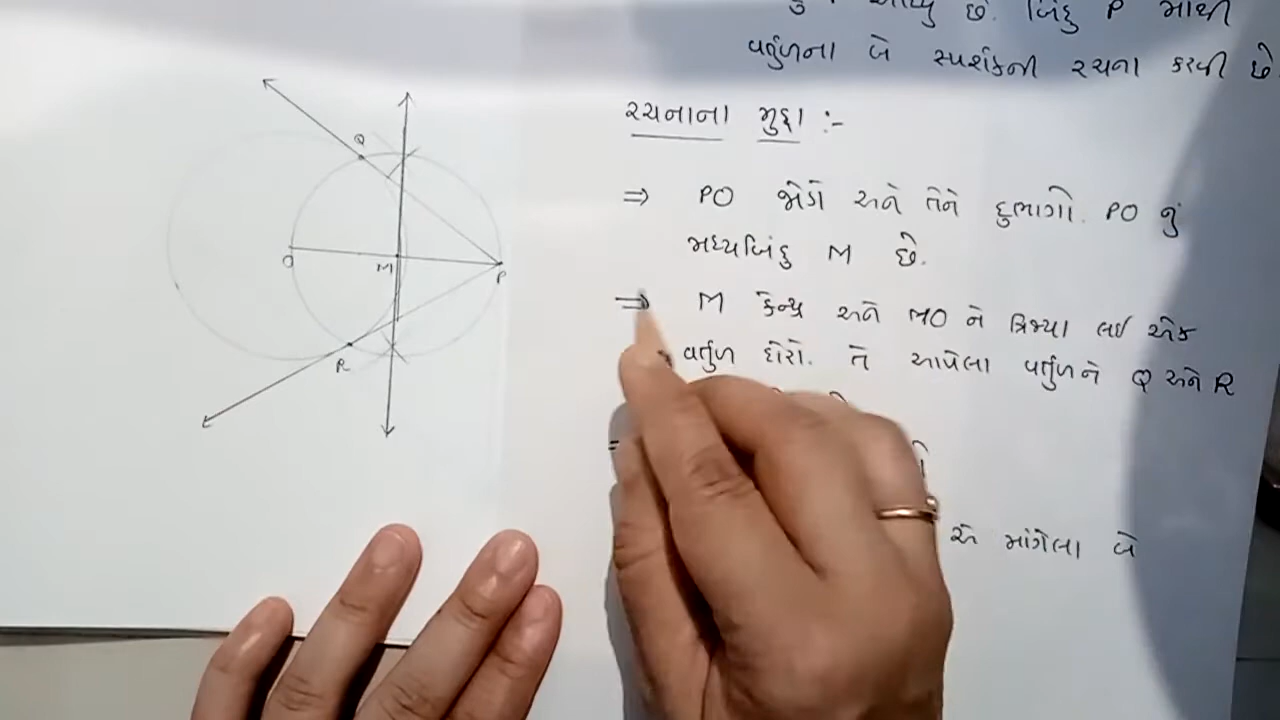 છે. બિંદુ P માંથી
વર્તુળના બે સ્પર્શકની રચના કરવી છે.
રચનાના મુદ્દા :-
⇒ PO જોડો અને તેને દુભાગો. PO નું
મધ્યબિંદુ M છે.
⇒ M કેન્દ્ર અને MO ને ત્રિજ્યા લઈ એક
વર્તુળ દોરો. તે આપેલા વર્તુળને Q અને R
એ માંગેલા બે
Q
O
M
P
R